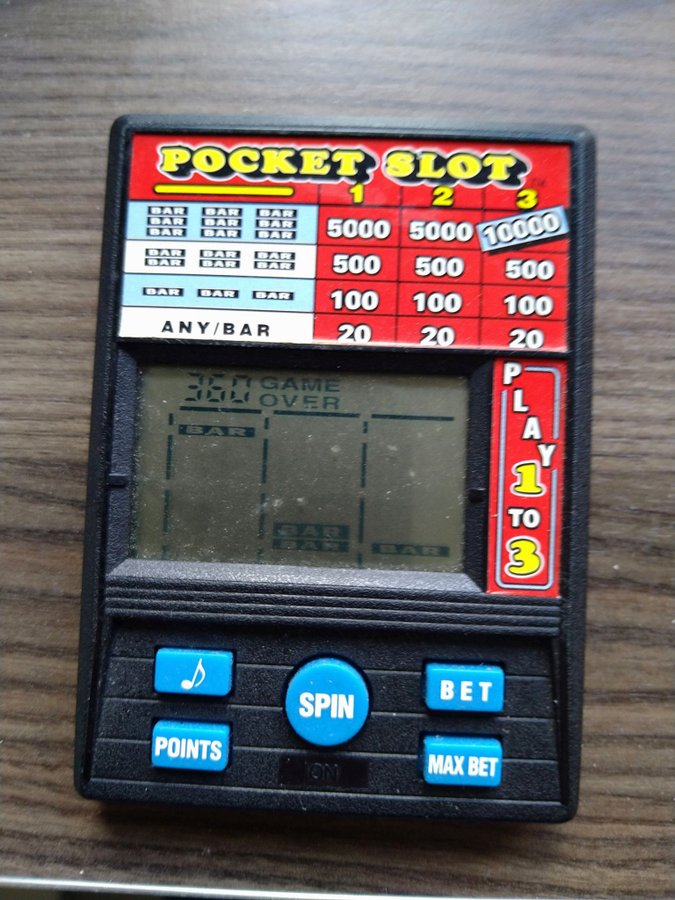 POCKET SLOT
1 2 3
BAR BAR BAR
BAR BAR BAR
BAR BAR BAR
5000 5000 10000
BAR BAR BAR
BAR BAR BAR
500 500 500
BAR BAR BAR
100 100 100
ANY/BAR 20 20 20
360 GAME
OVER
BAR
BAR
BAR BAR
PLAY
1
TO
3
♪
SPIN
BET
POINTS
MAX BET
ION